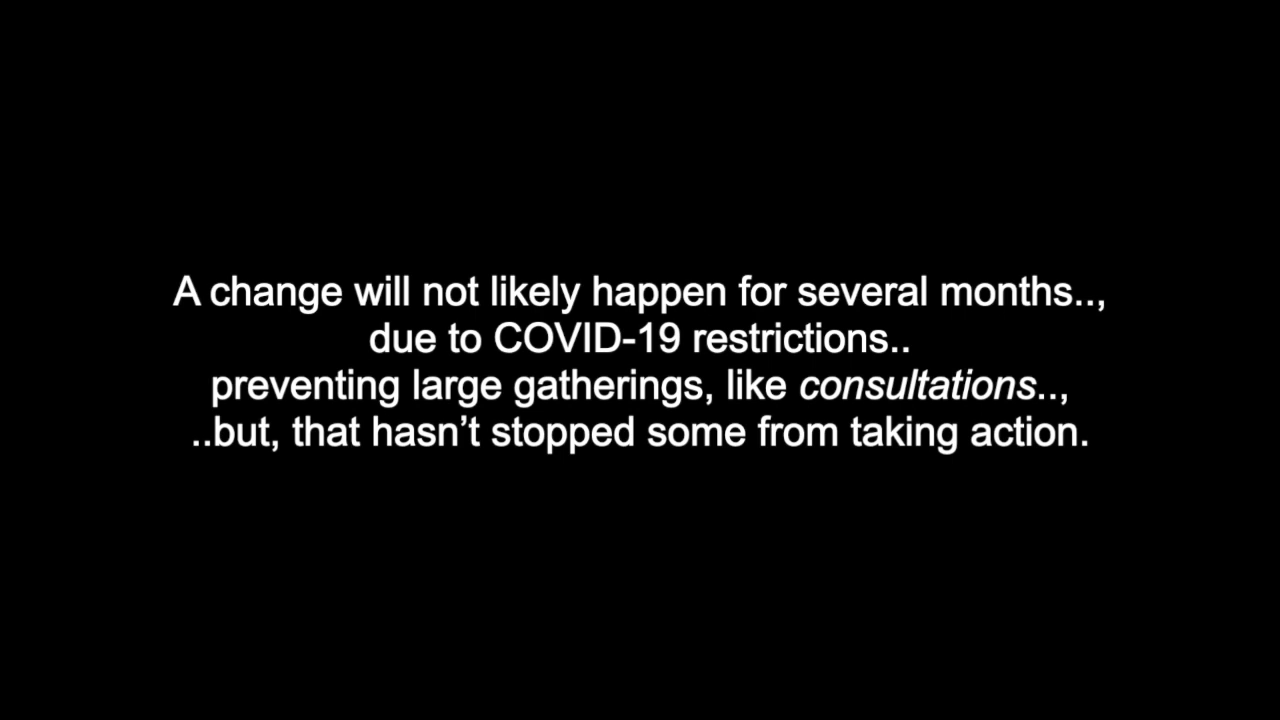 A change will not likely happen for several months..,
due to COVID-19 restrictions..
preventing large gatherings, like consultations..,
..but, that hasn’t stopped some from taking action.